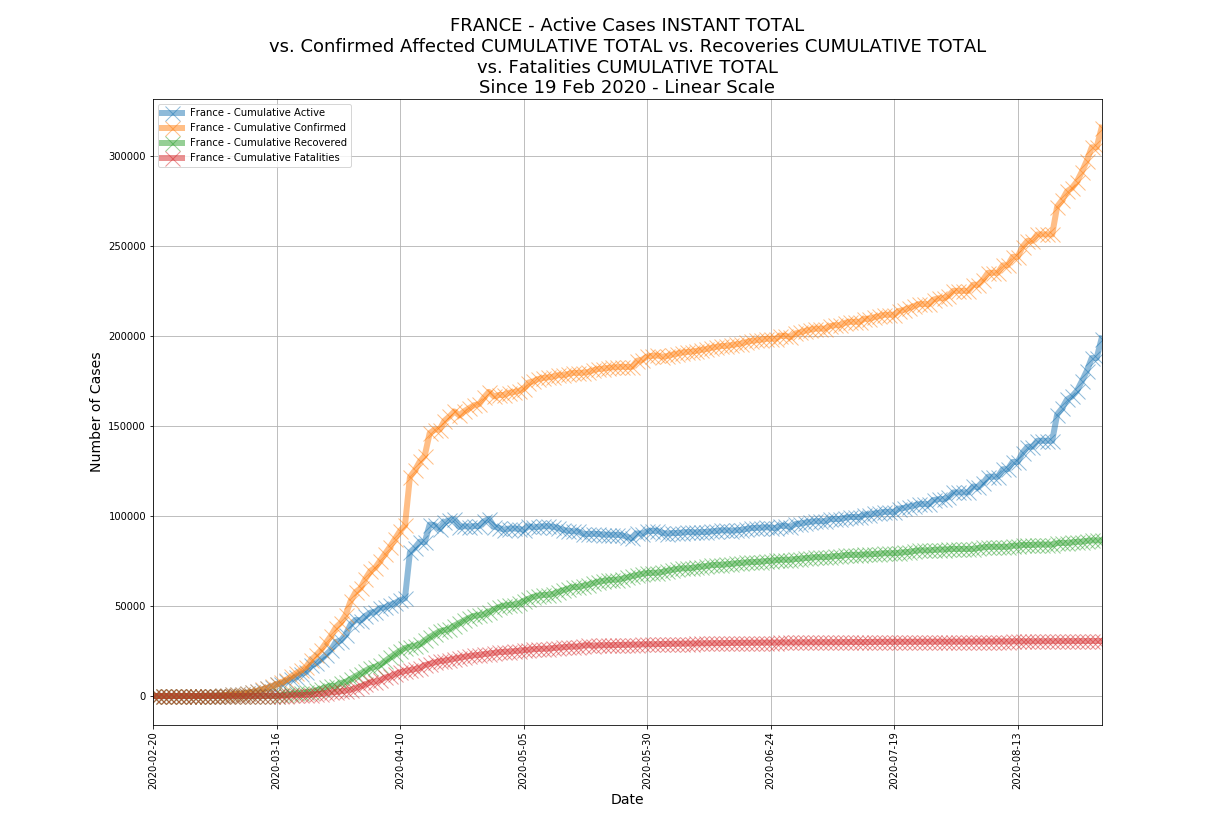 FRANCE - Active Cases INSTANT TOTAL
vs. Confirmed Affected CUMULATIVE TOTAL vs. Recoveries CUMULATIVE TOTAL
vs. Fatalities CUMULATIVE TOTAL
Since 19 Feb 2020 - Linear Scale
France - Cumulative Active
France - Cumulative Confirmed
France - Cumulative Recovered
France - Cumulative Fatalities
300000
250000
200000
150000
100000
50000
0
Number of Cases
2020-02-20
2020-03-16
2020-04-10
2020-05-05
2020-05-30
2020-06-24
2020-07-19
2020-08-13
Date